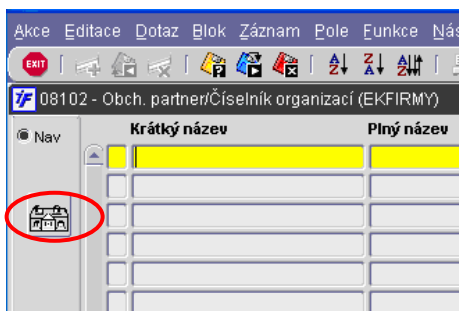 Akce Editace Dotaz Blok Záznam Pole Funkce Nás
EXIT
08102 - Obch. partner/Číselník organizací (EKFIRMY)
Nav Krátký název Plný název